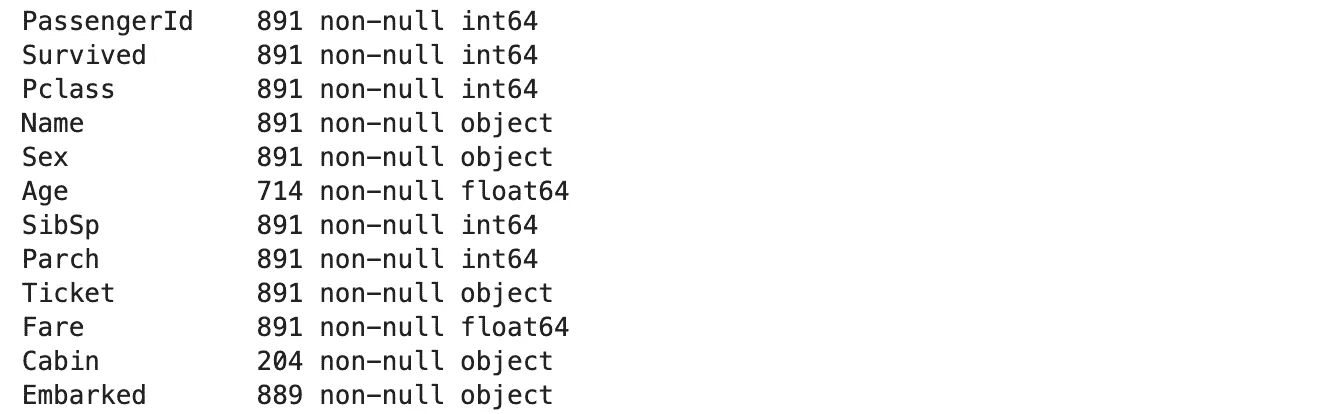 PassengerId    891 non-null int64
Survived       891 non-null int64
Pclass         891 non-null int64
Name           891 non-null object
Sex            891 non-null object
Age            714 non-null float64
SibSp          891 non-null int64
Parch          891 non-null int64
Ticket         891 non-null object
Fare           891 non-null float64
Cabin          204 non-null object
Embarked       889 non-null object